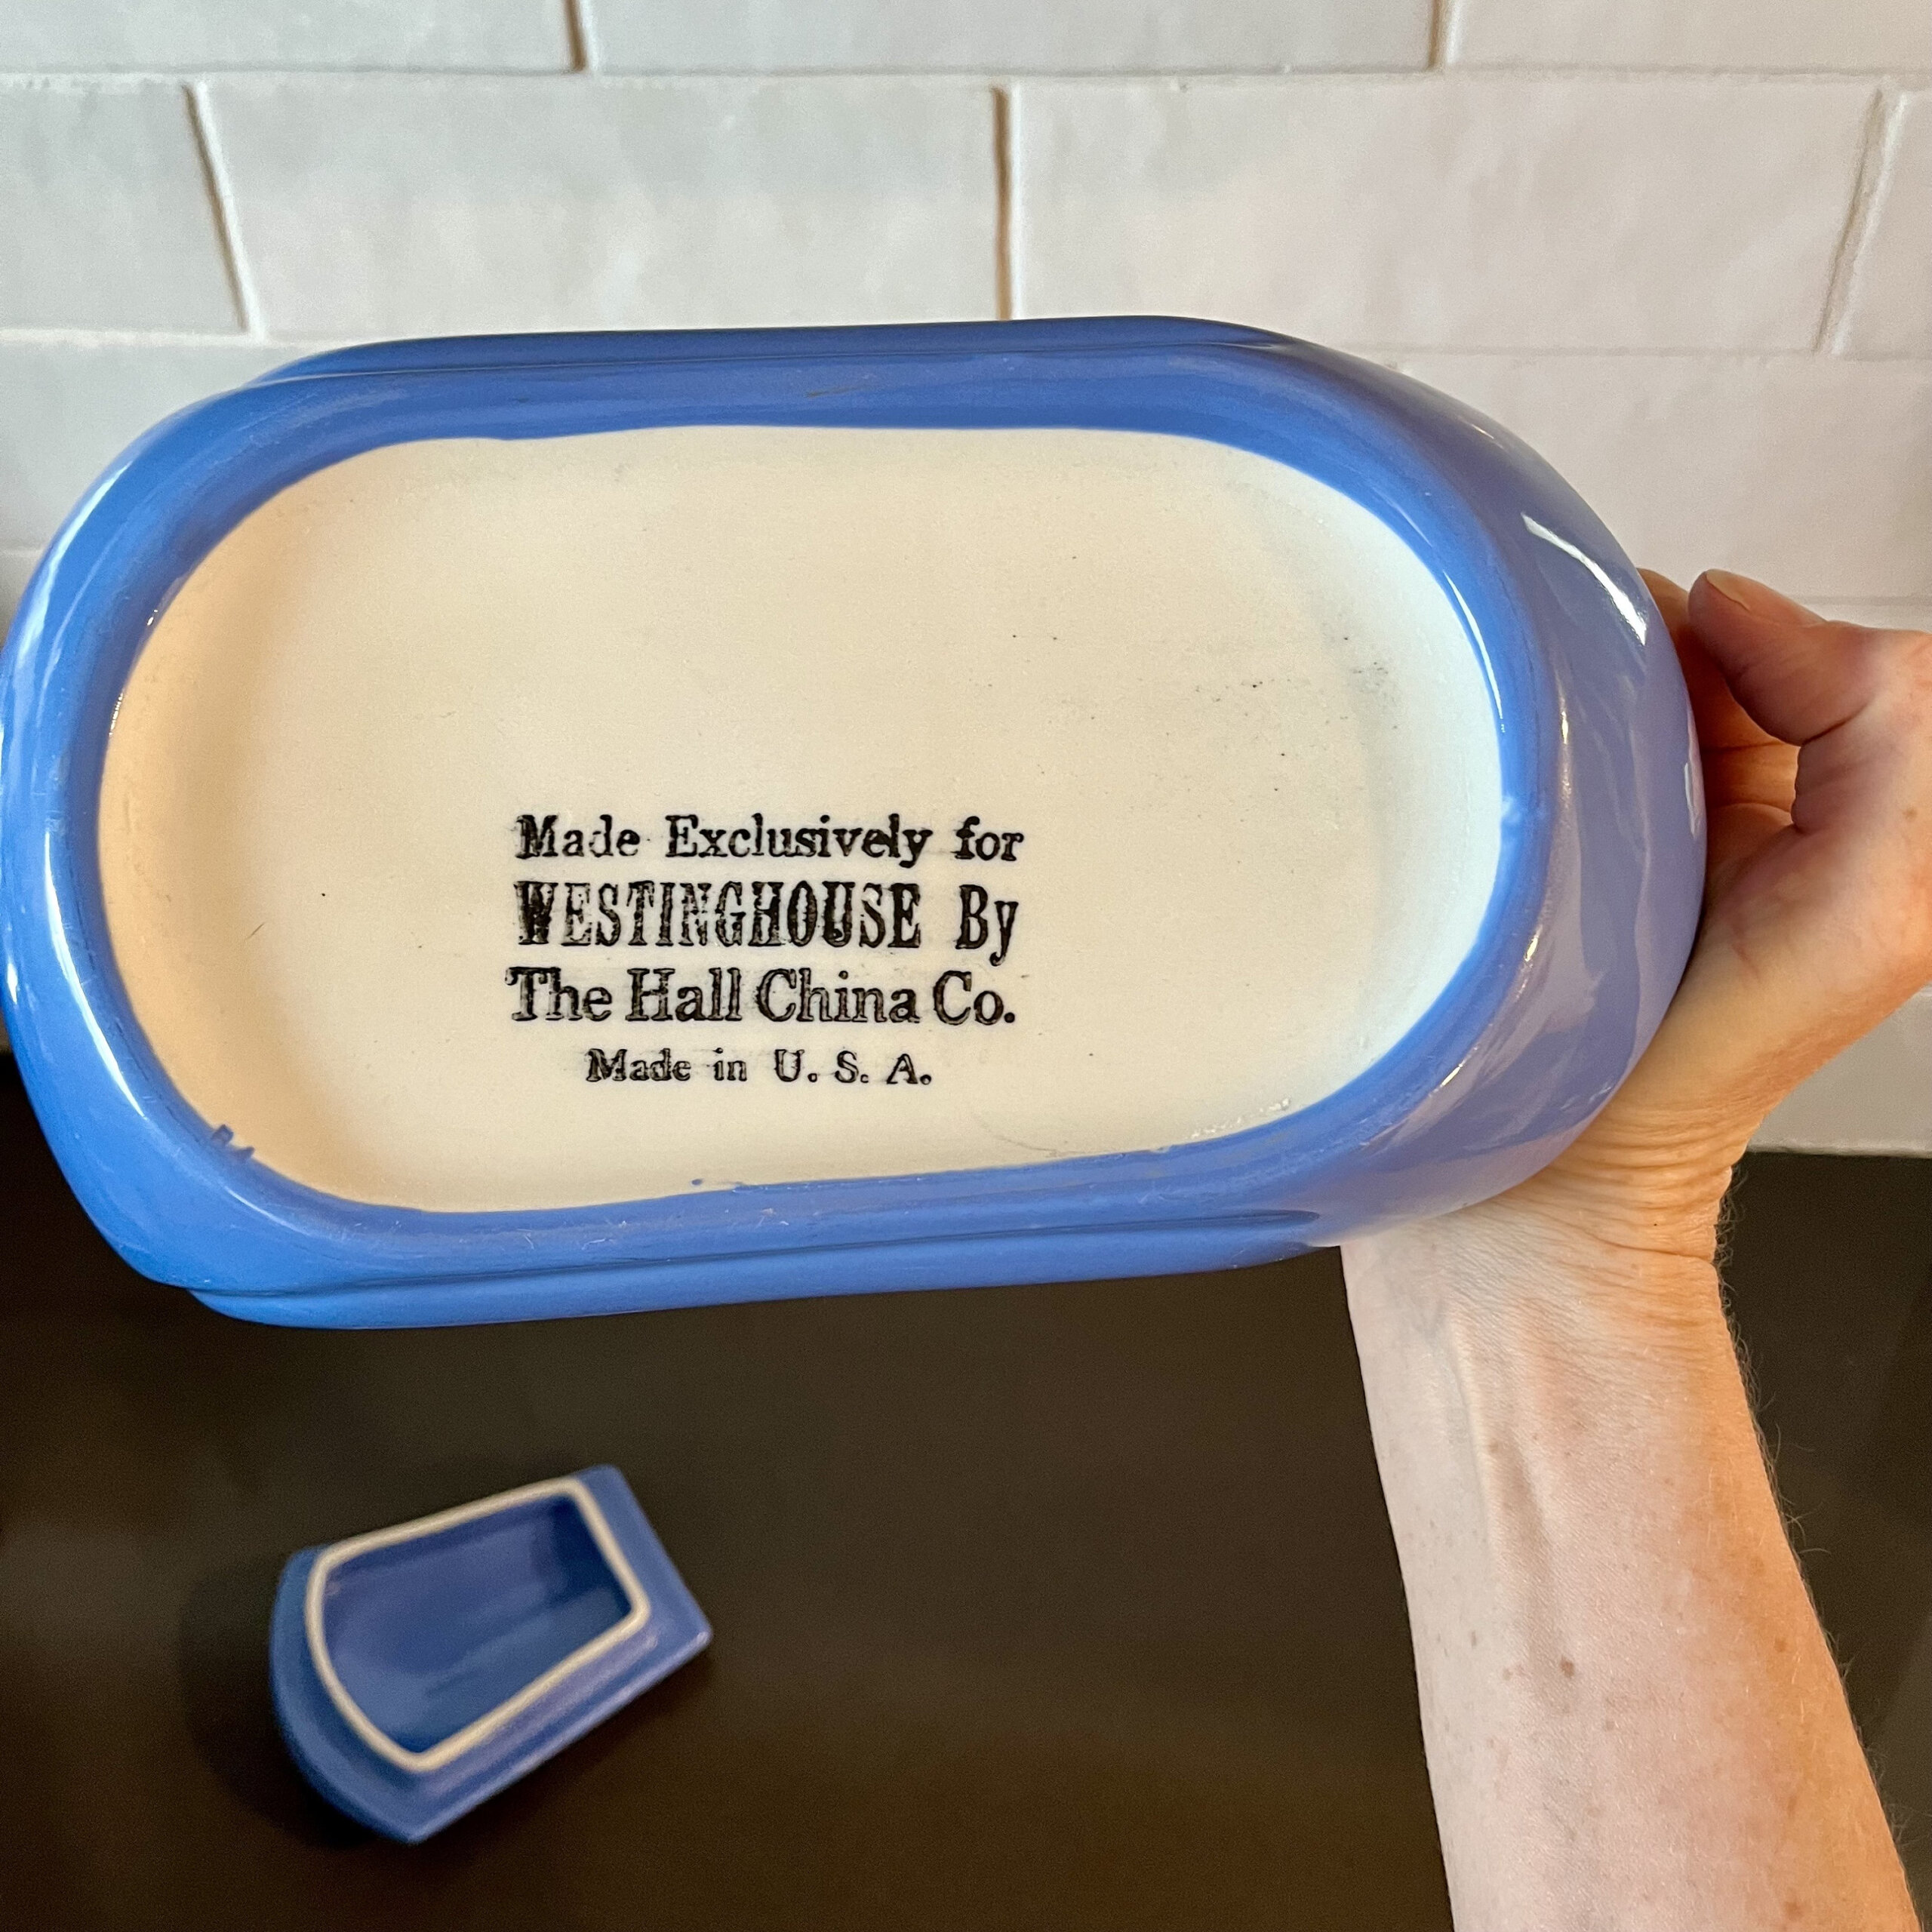 Made Exclusively for
WESTINGHOUSE By
The Hall China Co.
Made in U. S. A.